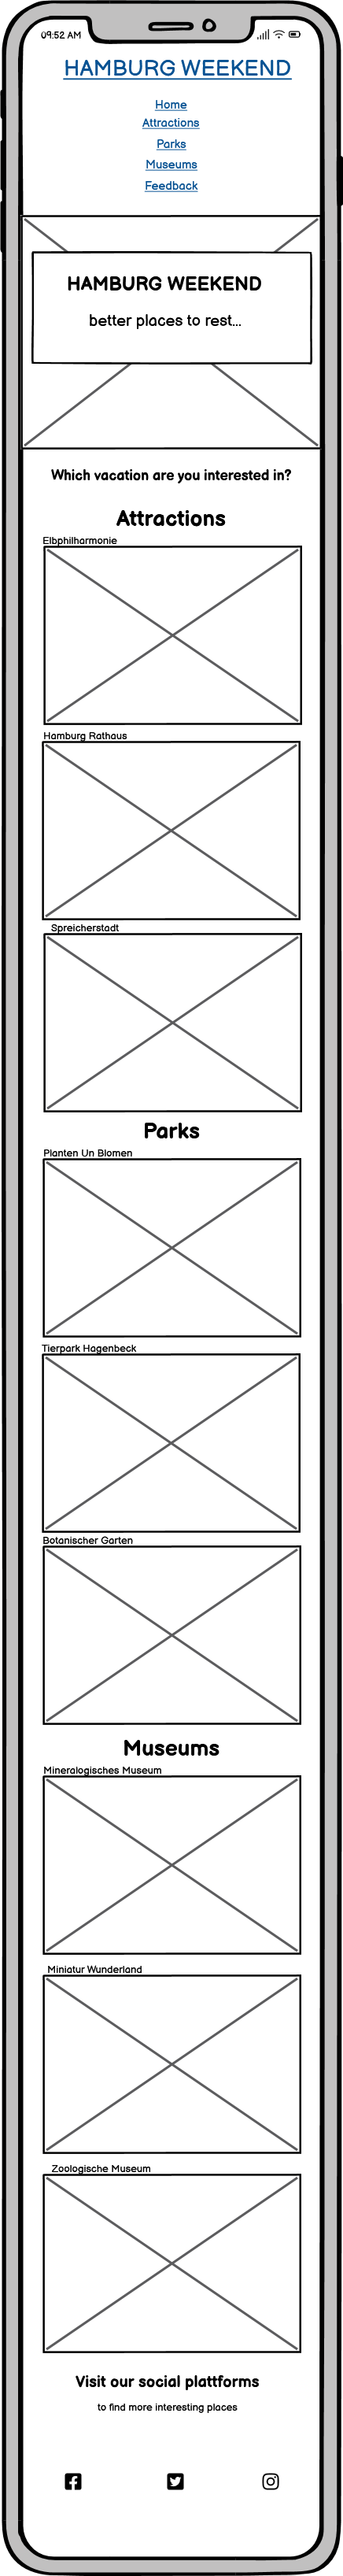 09:52 AM
HAMBURG WEEKEND
Home
Attractions
Parks
Museums
Feedback
HAMBURG WEEKEND
better places to rest...
Which vacation are you interested in?
Attractions
Elbphilharmonie
Hamburg Rathaus
Spreicherstadt
Parks
Planten Un Blomen
Tierpark Hagenbeck
Botanischer Garten
Museums
Mineralogisches Museum
Miniatur Wunderland
Zoologische Museum
Visit our social plattforms
to find more interesting places